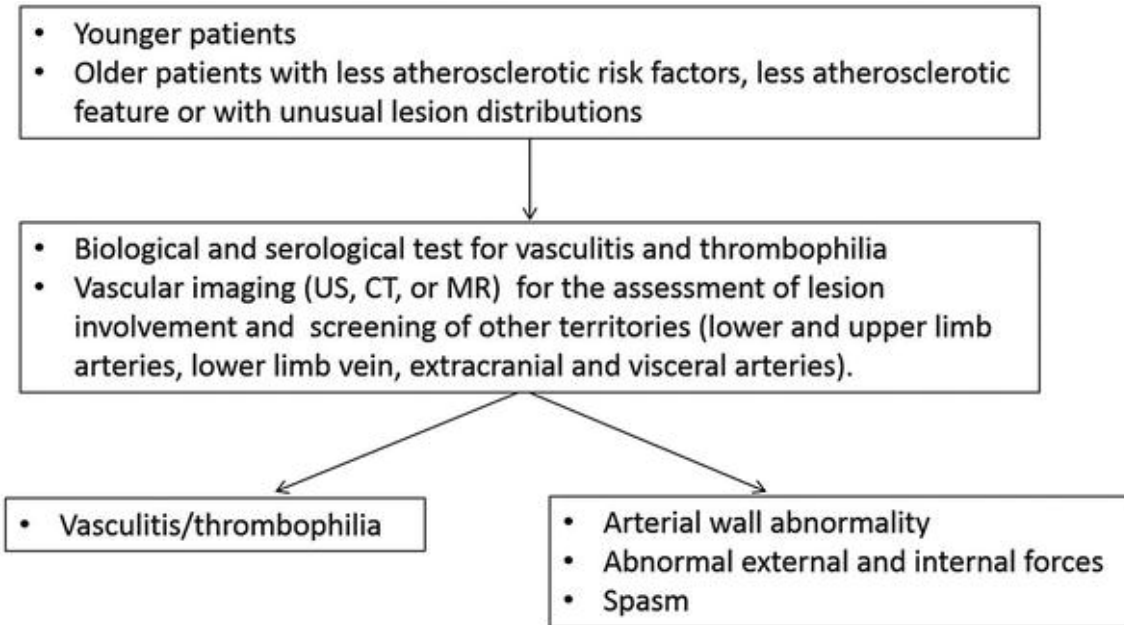 • Younger patients
• Older patients with less atherosclerotic risk factors, less atherosclerotic
feature or with unusual lesion distributions
• Biological and serological test for vasculitis and thrombophilia
• Vascular imaging (US, CT, or MR) for the assessment of lesion
involvement and screening of other territories (lower and upper limb
arteries, lower limb vein, extracranial and visceral arteries).
• Vasculitis/thrombophilia
• Arterial wall abnormality
• Abnormal external and internal forces
• Spasm